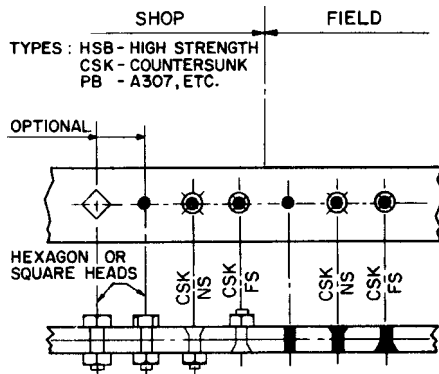 SHOP
FIELD
TYPES : HSB - HIGH STRENGTH
CSK - COUNTERSUNK
PB - A307, ETC.
OPTIONAL
HEXAGON OR
SQUARE HEADS
CSK
NS
CSK
FS
CSK
NS
CSK
FS